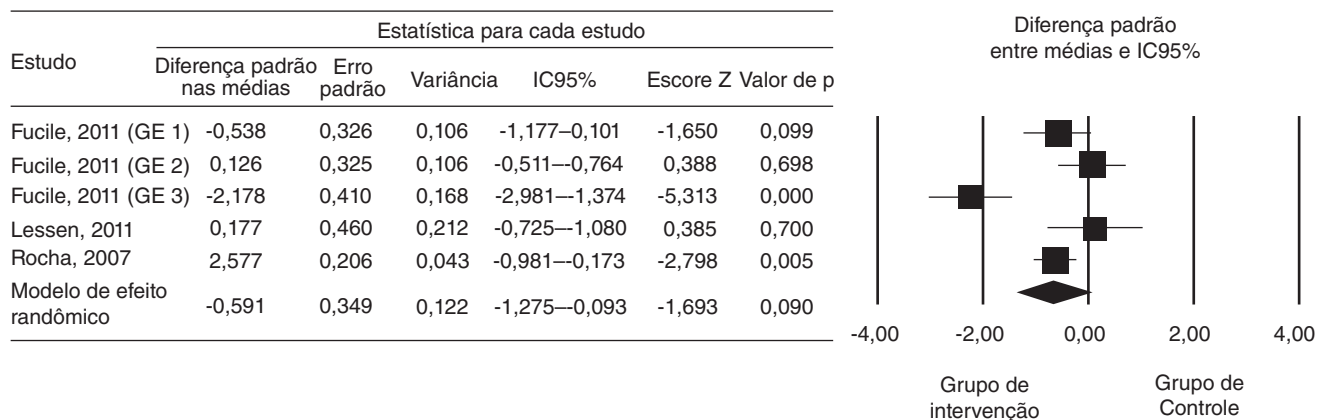 Estatística para cada estudo
Estudo
Diferença padrão nas médias
Erro padrão
Variância
IC95%
Escore Z
Valor de p
Fucile, 2011 (GE 1) -0,538 0,326 0,106 -1,177–0,101 -1,650 0,099
Fucile, 2011 (GE 2) 0,126 0,325 0,106 -0,511–-0,764 0,388 0,698
Fucile, 2011 (GE 3) -2,178 0,410 0,168 -2,981–-1,374 -5,313 0,000
Lessen, 2011 0,177 0,460 0,212 -0,725–-1,080 0,385 0,700
Rocha, 2007 2,577 0,206 0,043 -0,981–-0,173 -2,798 0,005
Modelo de efeito
randômico -0,591 0,349 0,122 -1,275–-0,093 -1,693 0,090
Diferença padrão
entre médias e IC95%
-4,00 -2,00 0,00 2,00 4,00
Grupo de
intervenção
Grupo de
Controle